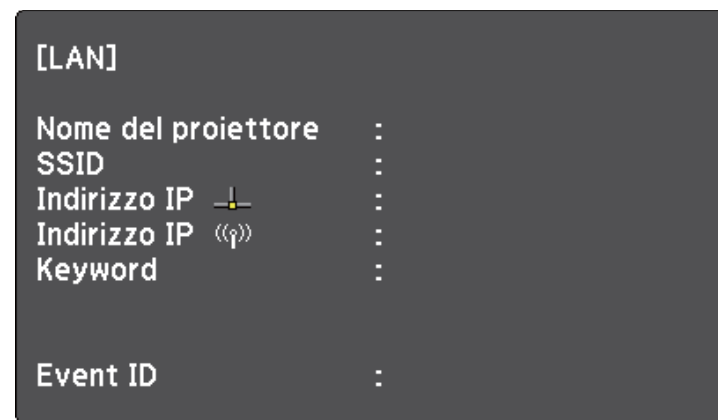 [LAN]
Nome del proiettore :
SSID :
Indirizzo IP :
Indirizzo IP :
Keyword :
Event ID :